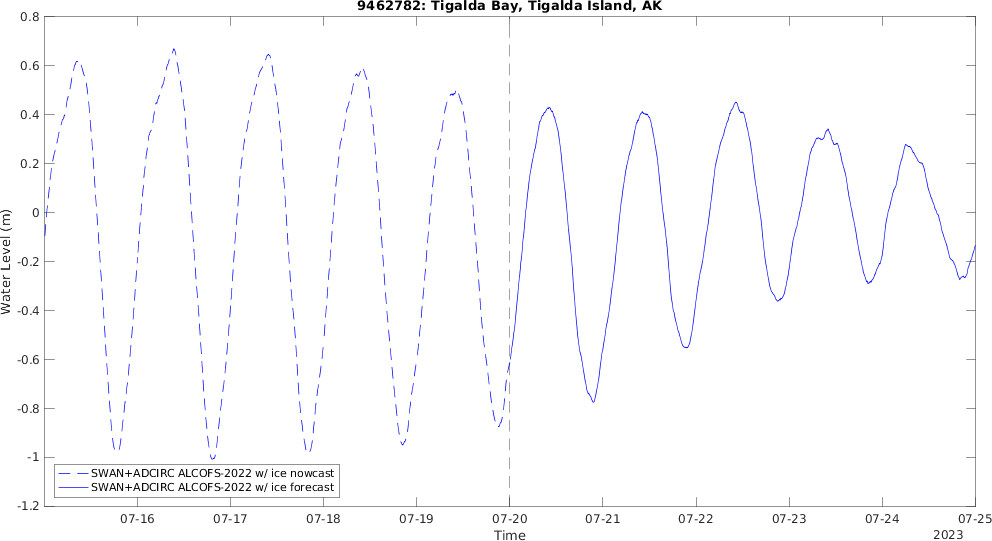 9462782: Tigalda Bay, Tigalda Island, AK
0.8
0.6
0.4
0.2
0
-0.2
-0.4
-0.6
-0.8
-1
-1.2
Water Level (m)
SWAN+ADCIRC ALCOFS-2022 w/ ice nowcast
SWAN+ADCIRC ALCOFS-2022 w/ ice forecast
07-16 07-17 07-18 07-19 07-20 07-21 07-22 07-23 07-24 07-25
Time
2023